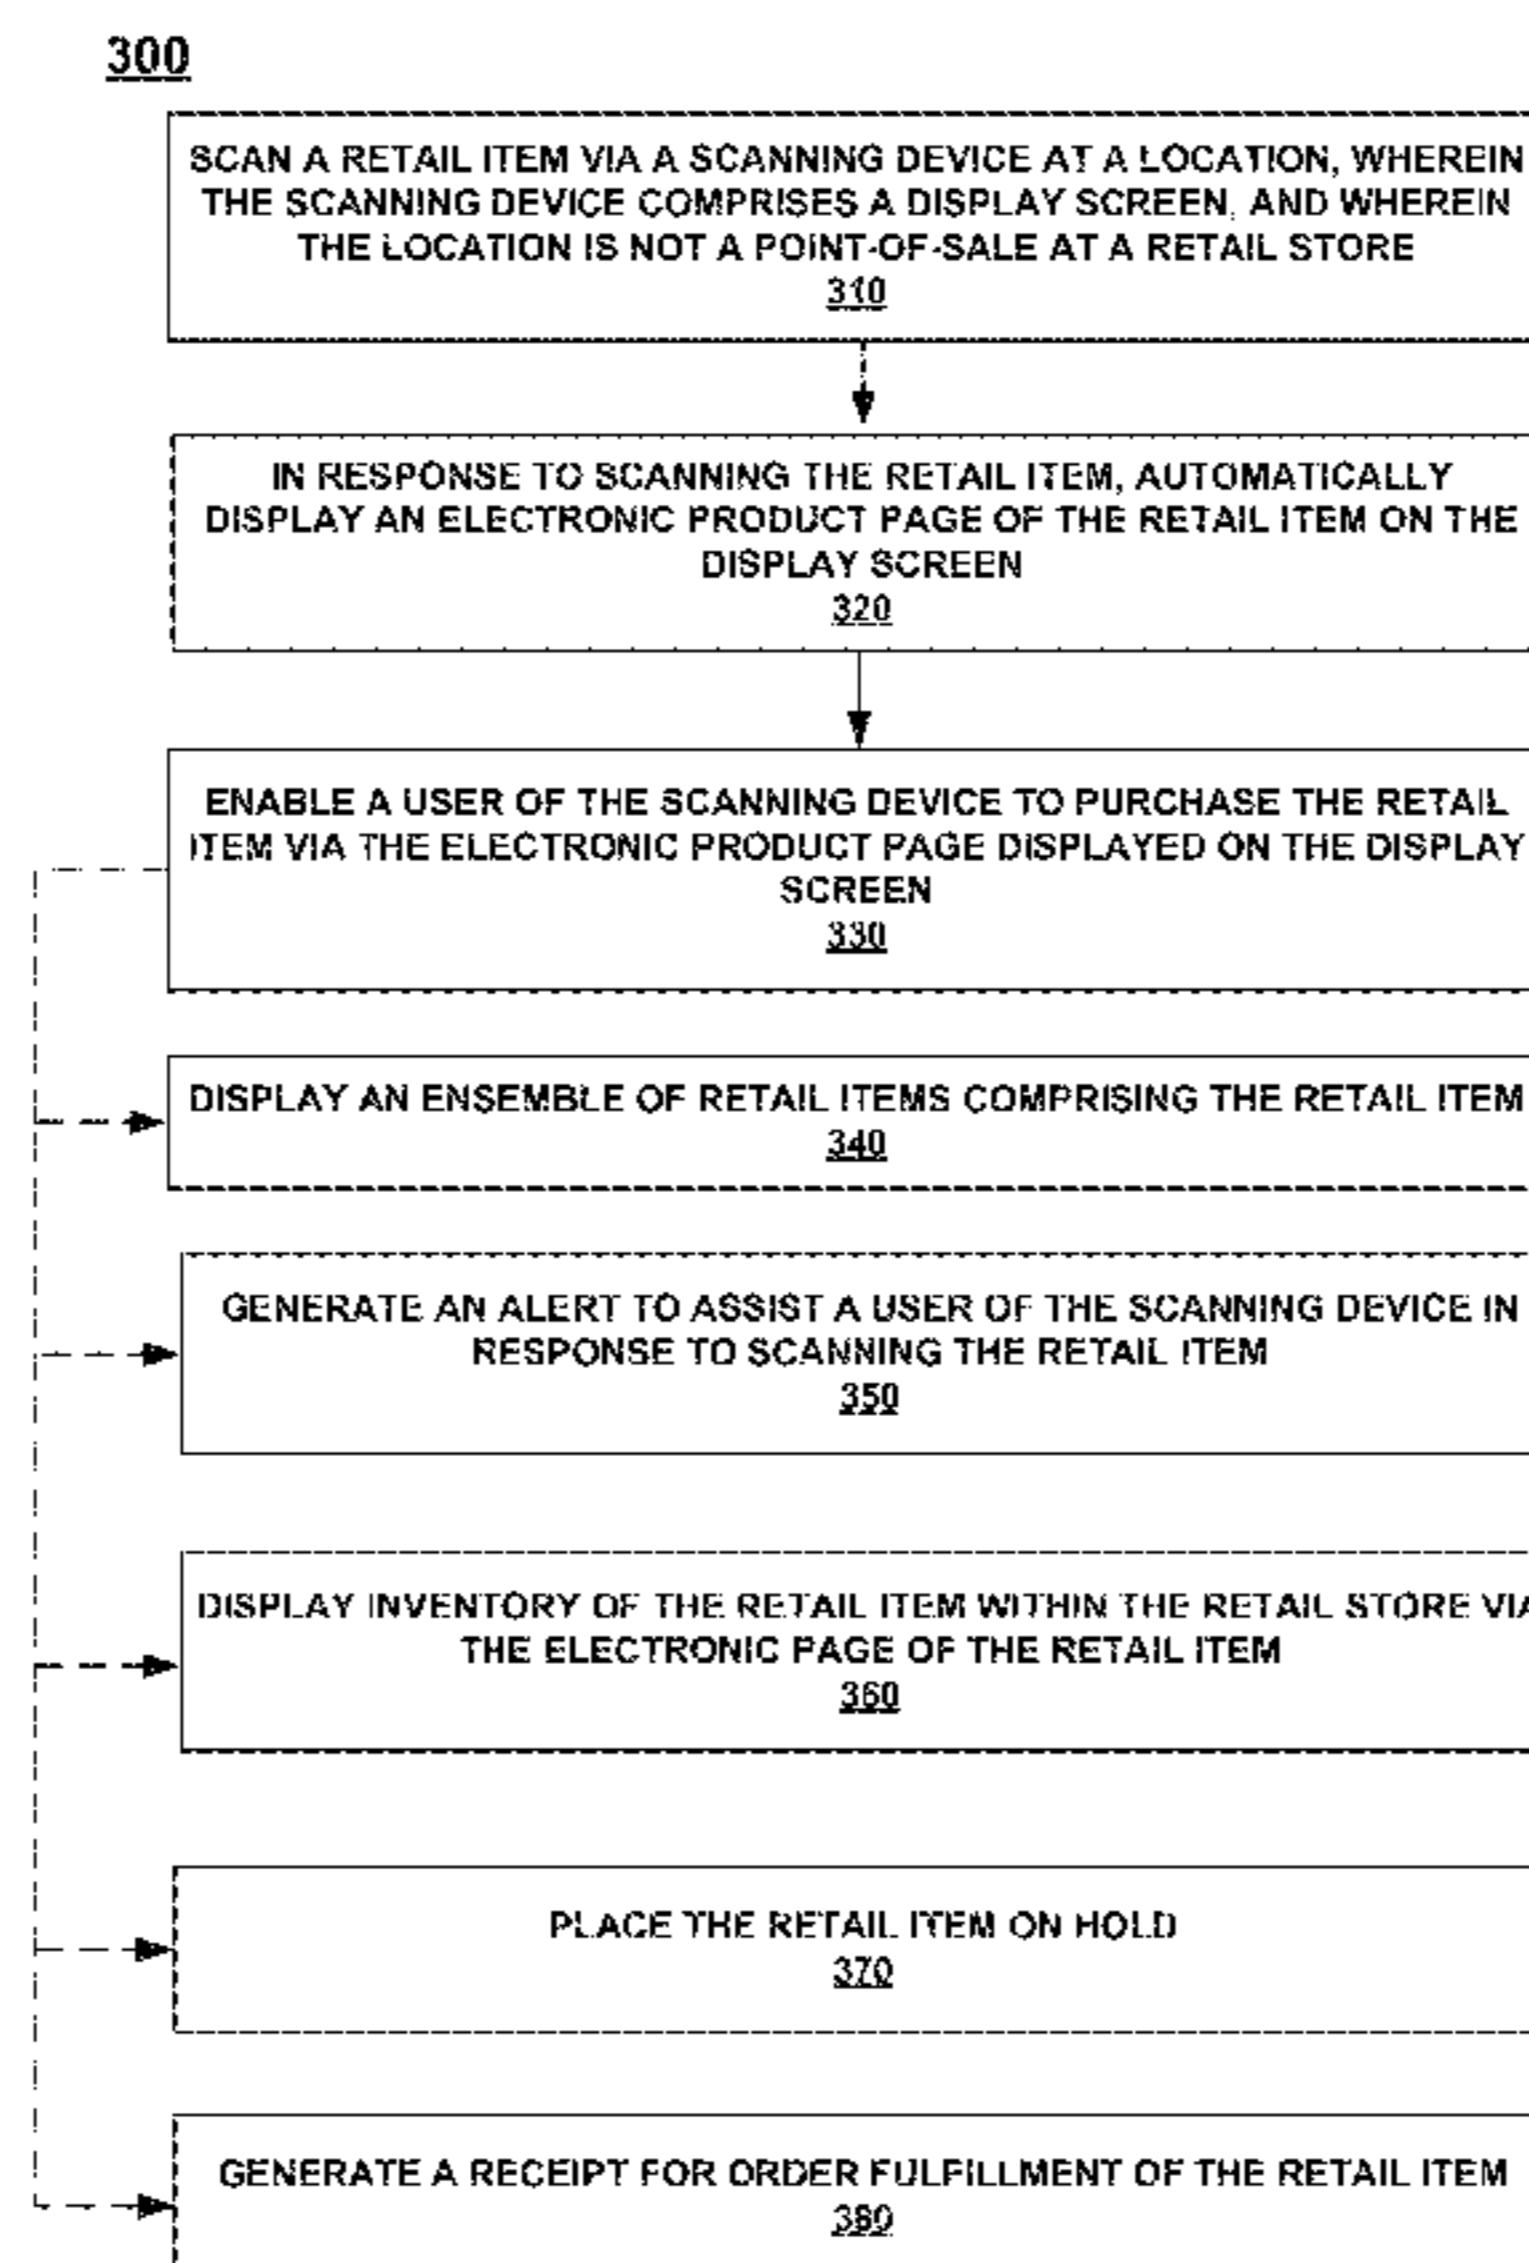 300
SCAN A RETAIL ITEM VIA A SCANNING DEVICE AT A LOCATION, WHEREIN
THE SCANNING DEVICE COMPRISES A DISPLAY SCREEN, AND WHEREIN
THE LOCATION IS NOT A POINT-OF-SALE AT A RETAIL STORE
310
IN RESPONSE TO SCANNING THE RETAIL ITEM, AUTOMATICALLY
DISPLAY AN ELECTRONIC PRODUCT PAGE OF THE RETAIL ITEM ON THE
DISPLAY SCREEN
320
ENABLE A USER OF THE SCANNING DEVICE TO PURCHASE THE RETAIL
ITEM VIA THE ELECTRONIC PRODUCT PAGE DISPLAYED ON THE DISPLAY
SCREEN
330
DISPLAY AN ENSEMBLE OF RETAIL ITEMS COMPRISING THE RETAIL ITEM
340
GENERATE AN ALERT TO ASSIST A USER OF THE SCANNING DEVICE IN
RESPONSE TO SCANNING THE RETAIL ITEM
350
DISPLAY INVENTORY OF THE RETAIL ITEM WITHIN THE RETAIL STORE VIA
THE ELECTRONIC PAGE OF THE RETAIL ITEM
360
PLACE THE RETAIL ITEM ON HOLD
370
GENERATE A RECEIPT FOR ORDER FULFILLMENT OF THE RETAIL ITEM
380